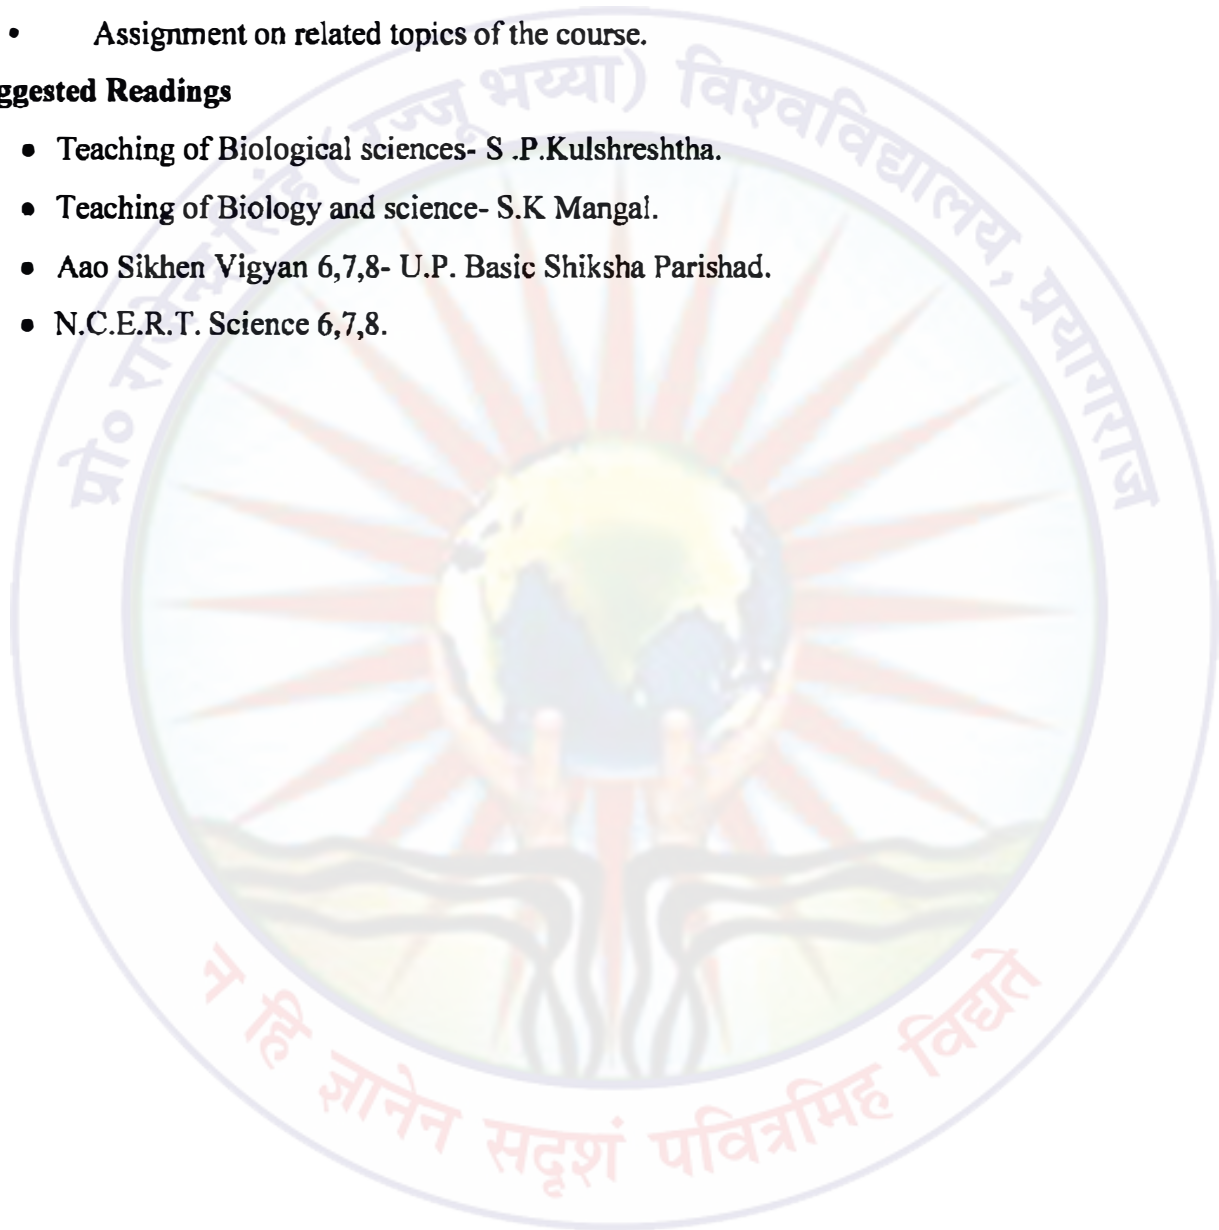 • Assignment on related topics of the course.
ggested Readings
• Teaching of Biological sciences- S .P.Kulshreshtha.
• Teaching of Biology and science- S.K Mangal.
• Aao Sikhen Vigyan 6,7,8- U.P. Basic Shiksha Parishad.
• N.C.E.R.T. Science 6,7,8.
प्रो० राजेन्द्र सिंह ( रज्जू भय्या) विश्वविद्यालय, प्रयागराज
न हि ज्ञानेन सदृशं पवित्रमिह विद्यते